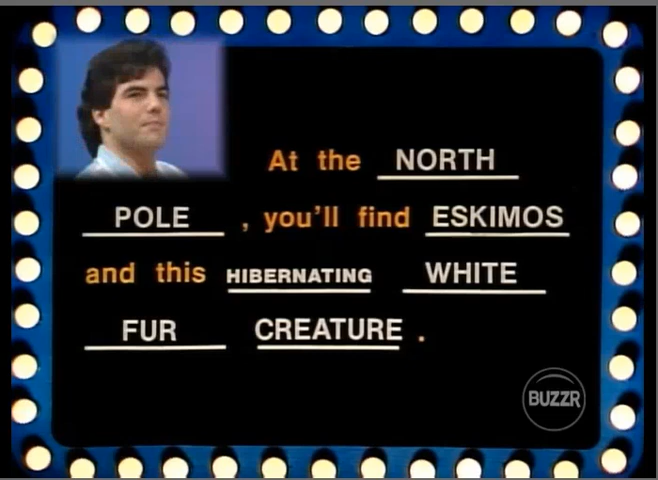 At the NORTH
POLE , you'll find ESKIMOS
and this HIBERNATING WHITE
FUR CREATURE .
BUZZR